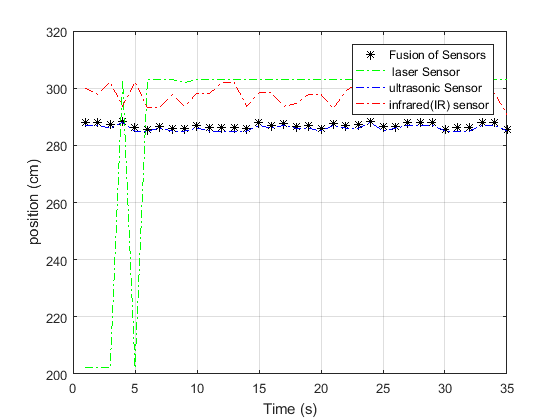 320
300
280
260
240
220
200
position (cm)
Fusion of Sensors
laser Sensor
ultrasonic Sensor
infrared(IR) sensor
0 5 10 15 20 25 30 35
Time (s)